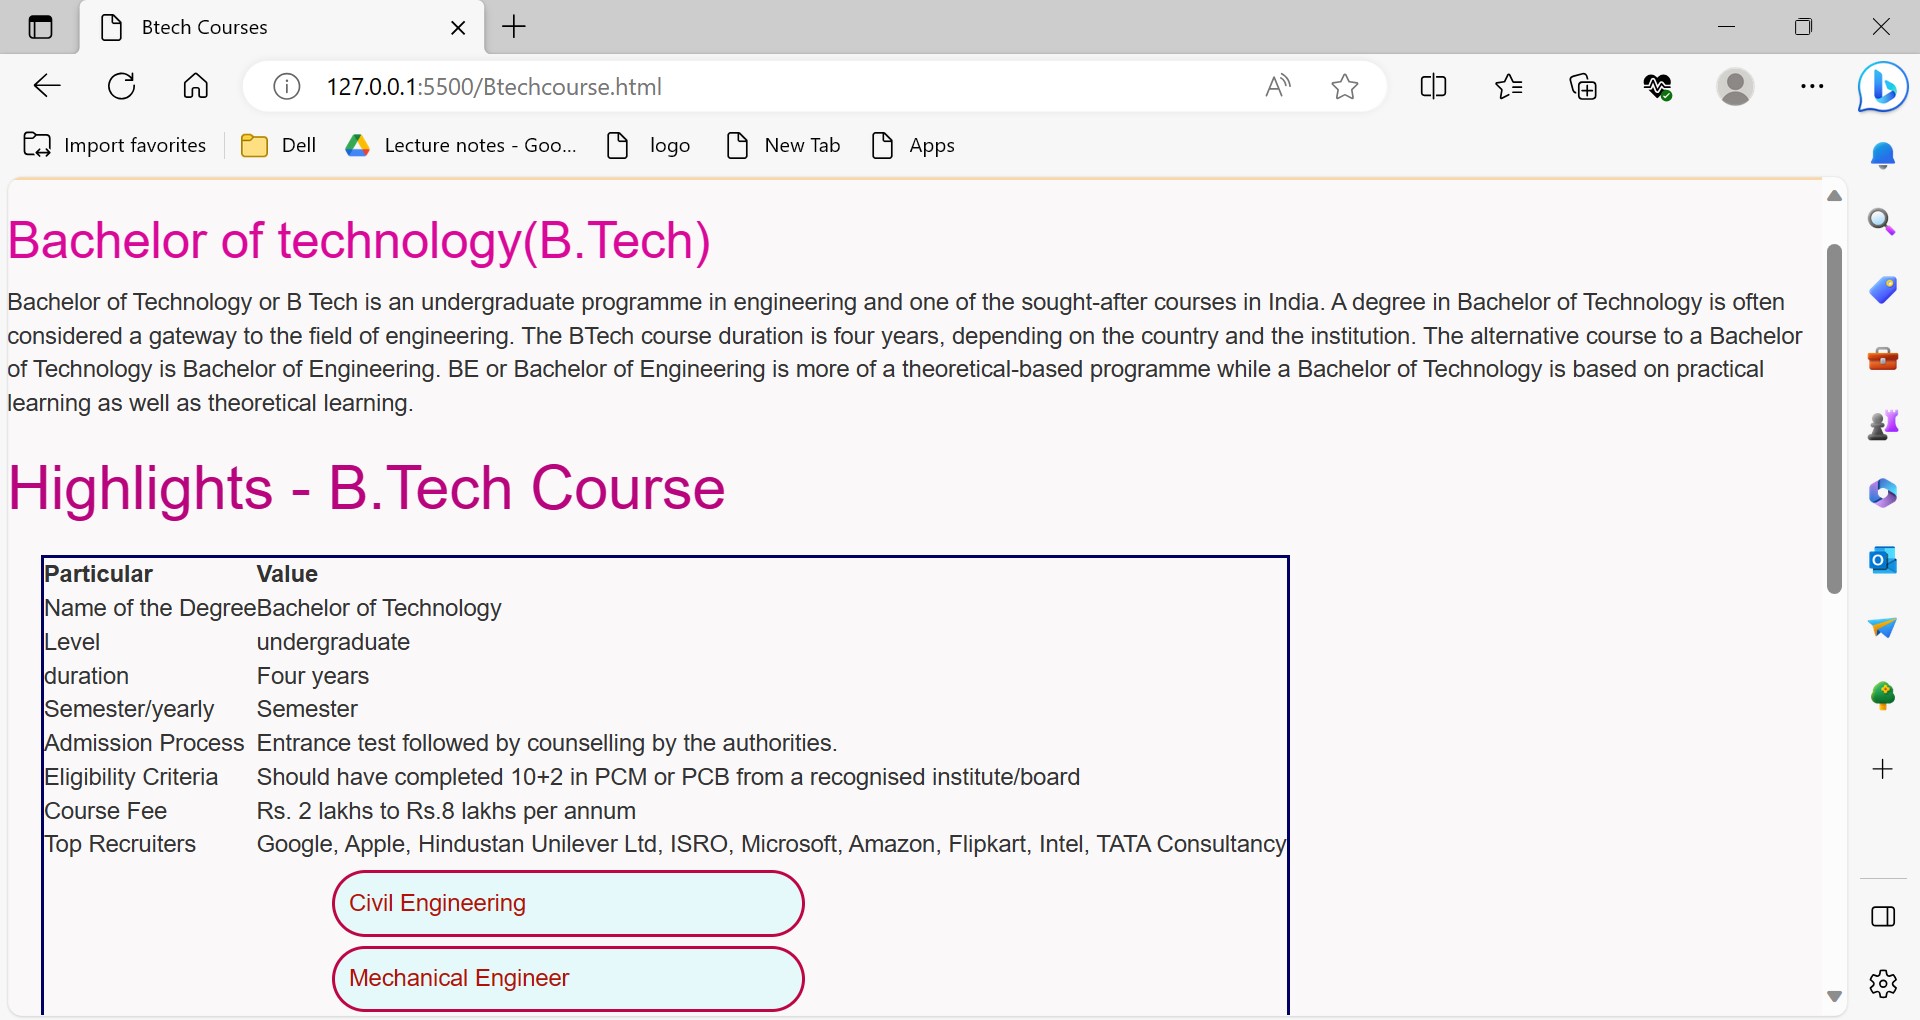 Btech Courses
127.0.0.1:5500/Btechcourse.html
Import favorites Dell Lecture notes - Goo... logo New Tab Apps
Bachelor of technology(B.Tech)
Bachelor of Technology or B Tech is an undergraduate programme in engineering and one of the sought-after courses in India. A degree in Bachelor of Technology is often
considered a gateway to the field of engineering. The BTech course duration is four years, depending on the country and the institution. The alternative course to a Bachelor
of Technology is Bachelor of Engineering. BE or Bachelor of Engineering is more of a theoretical-based programme while a Bachelor of Technology is based on practical
learning as well as theoretical learning.
Highlights - B.Tech Course
Particular Value
Name of the Degree Bachelor of Technology
Level undergraduate
duration Four years
Semester/yearly Semester
Admission Process Entrance test followed by counselling by the authorities.
Eligibility Criteria Should have completed 10+2 in PCM or PCB from a recognised institute/board
Course Fee Rs. 2 lakhs to Rs.8 lakhs per annum
Top Recruiters Google, Apple, Hindustan Unilever Ltd, ISRO, Microsoft, Amazon, Flipkart, Intel, TATA Consultancy
Civil Engineering
Mechanical Engineer